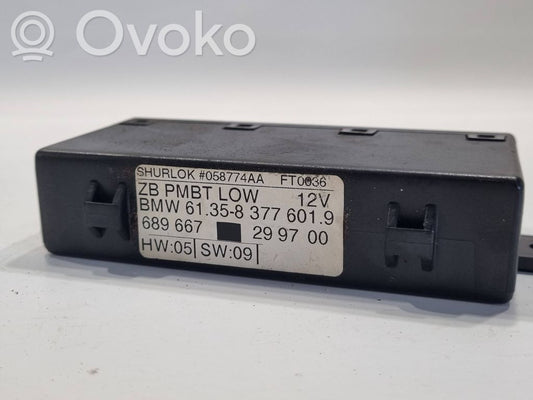 Ovoko
SHURLOK #058774AA FT0036
ZB PMBT LOW 12V
BMW 61.35-8 377 601.9
689 667 29 97 00
HW:05 SW:09